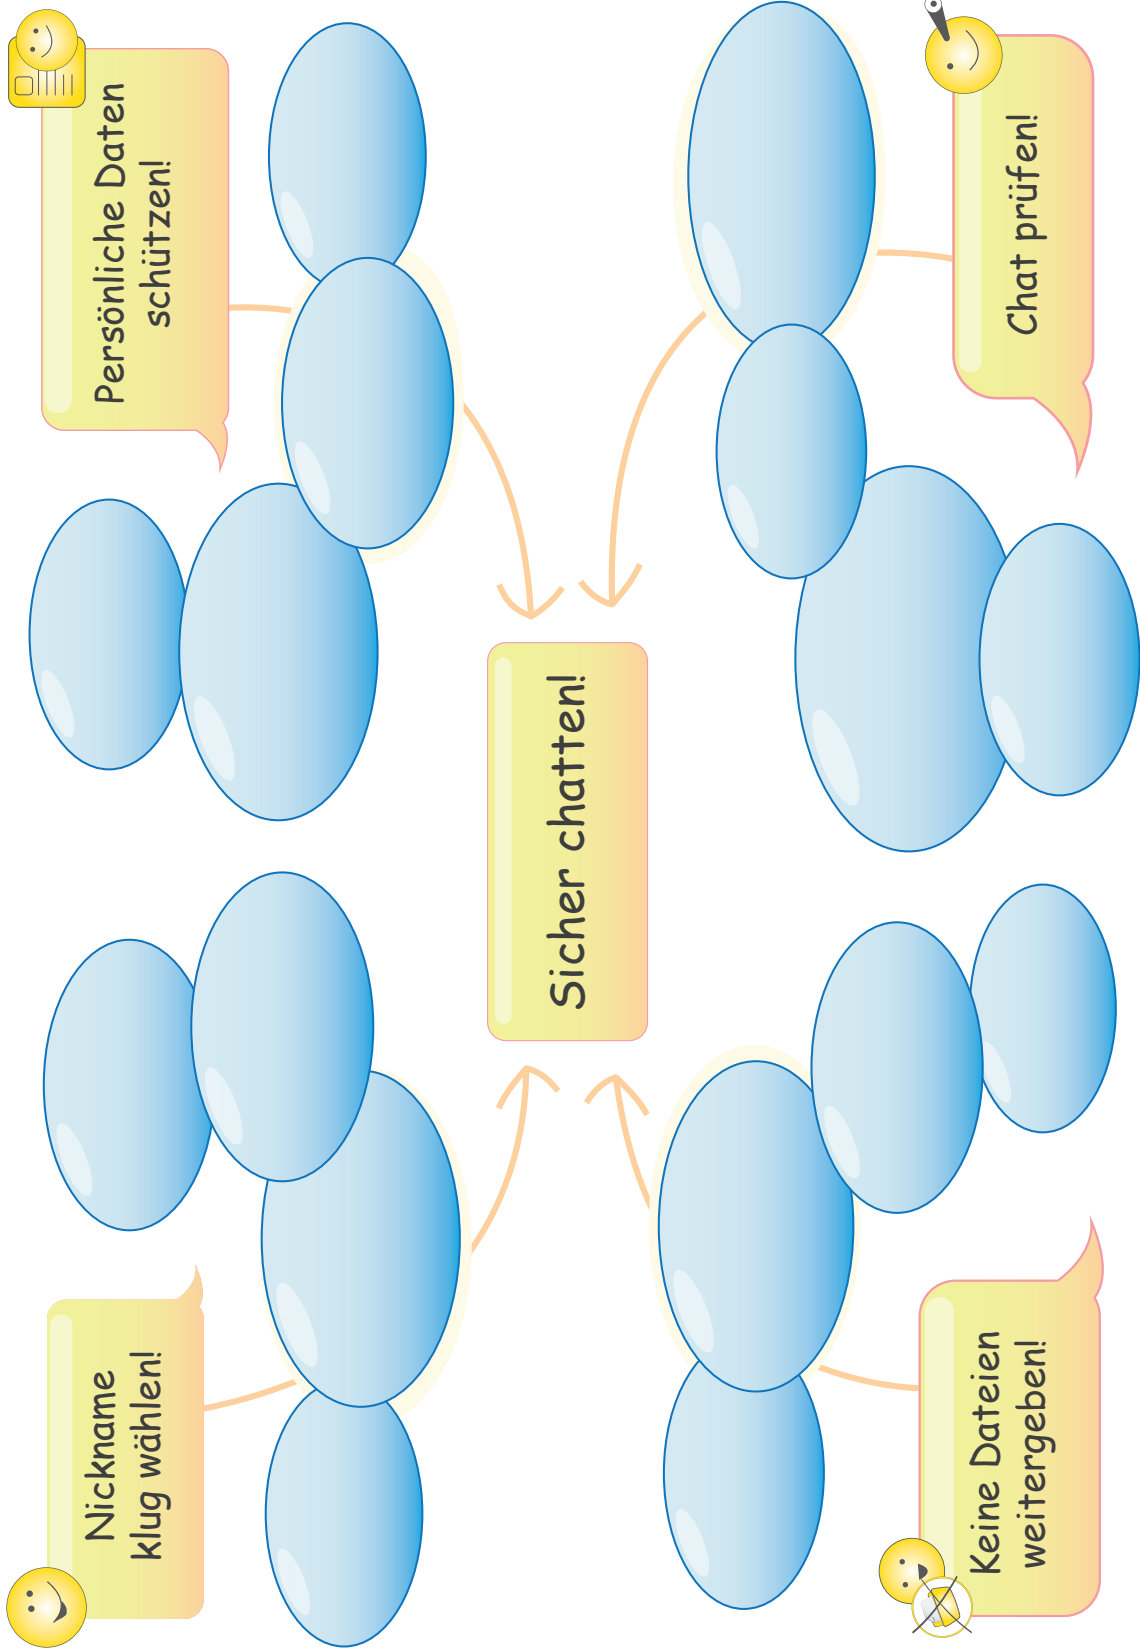 Nickname
klug wählen!
Persönliche Daten
schützen!
Sicher chatten!
Keine Dateien
weitergeben!
Chat prüfen!